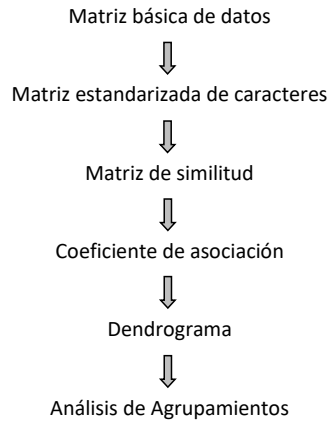 Matriz básica de datos
Matriz estandarizada de caracteres
Matriz de similitud
Coeficiente de asociación
Dendrograma
Análisis de Agrupamientos